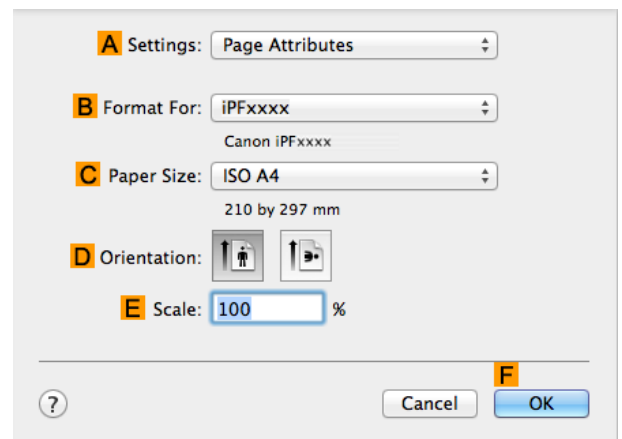 A Settings: Page Attributes
B Format For: iPFxxxx
Canon iPFxxxx
C Paper Size: ISO A4
210 by 297 mm
D Orientation:
E Scale: 100 %
F
? Cancel OK